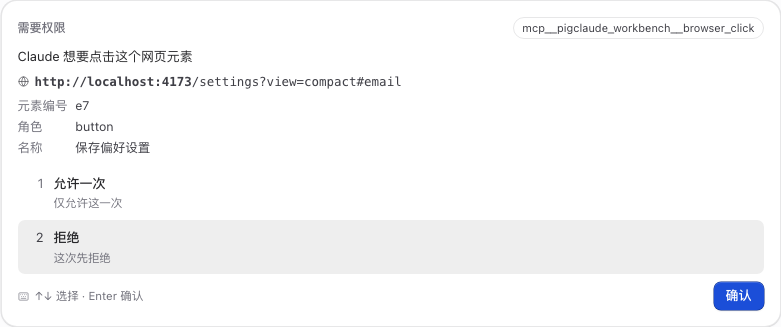 需要权限
mcp__pigclaude_workbench__browser_click
Claude 想要点击这个网页元素
http://localhost:4173/settings?view=compact#email
元素编号 e7
角色 button
名称 保存偏好设置
1 允许一次
仅允许这一次
2 拒绝
这次先拒绝
↑↓ 选择 · Enter 确认
确认